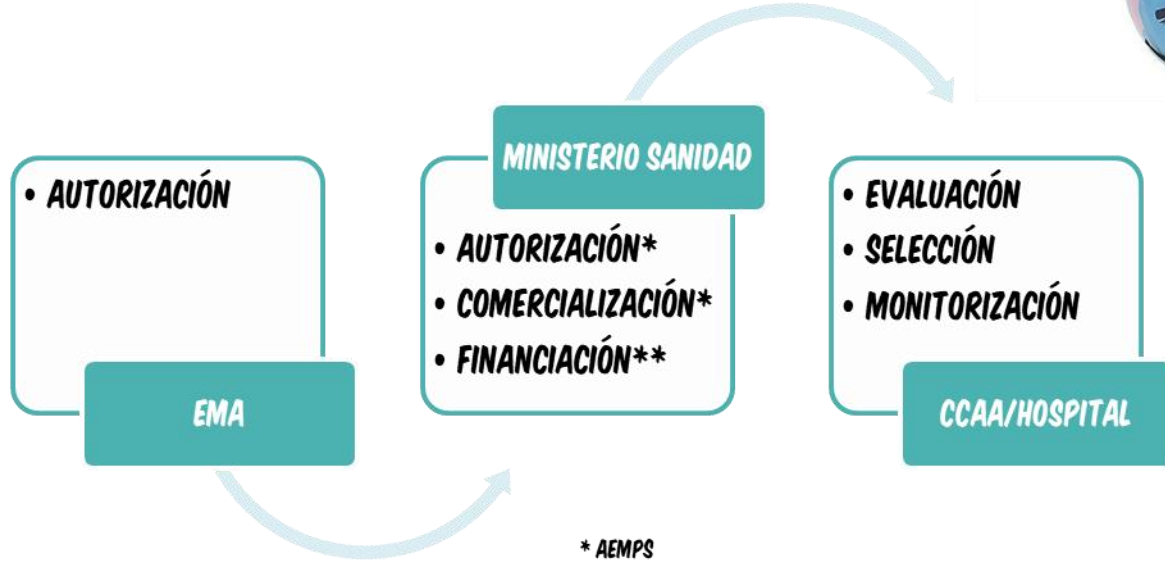 • AUTORIZACIÓN
EMA
MINISTERIO SANIDAD
• AUTORIZACIÓN*
• COMERCIALIZACIÓN*
• FINANCIACIÓN**
• EVALUACIÓN
• SELECCIÓN
• MONITORIZACIÓN
CCAA/HOSPITAL
* AEMPS